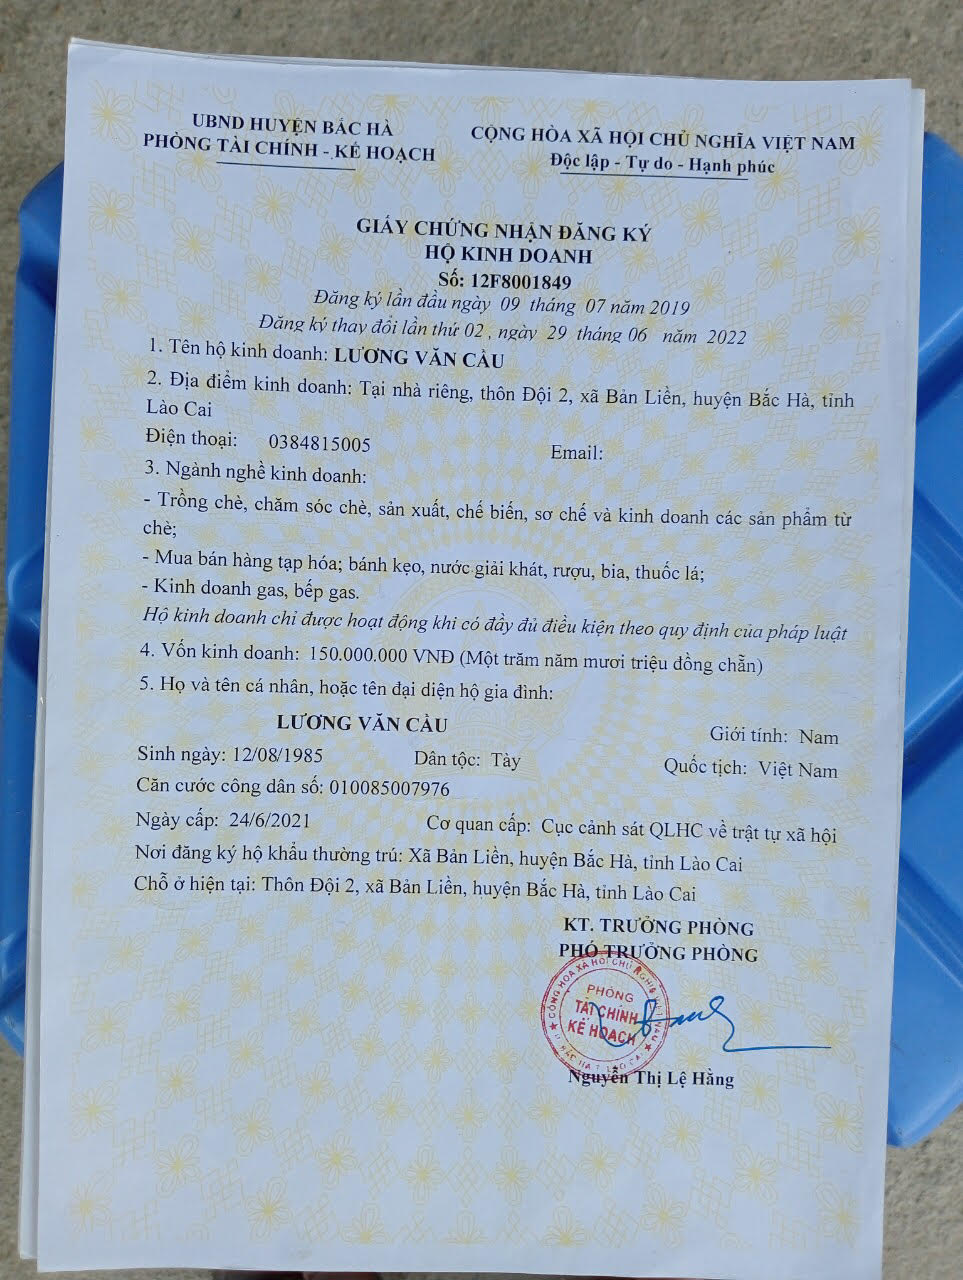 UBND HUYỆN BẮC HÀ
PHÒNG TÀI CHÍNH - KẾ HOẠCH
CỘNG HÒA XÃ HỘI CHỦ NGHĨA VIỆT NAM
Độc lập - Tự do - Hạnh phúc
GIẤY CHỨNG NHẬN ĐĂNG KÝ
HỘ KINH DOANH
Số: 12F8001849
Đăng ký lần đầu ngày 09 tháng 07 năm 2019
Đăng ký thay đổi lần thứ 02, ngày 29 tháng 06 năm 2022
1. Tên hộ kinh doanh: LƯƠNG VĂN CẦU
2. Địa điểm kinh doanh: Tại nhà riêng, thôn Đội 2, xã Bản Liền, huyện Bắc Hà, tỉnh
Lào Cai
Điện thoại: 0384815005 Email:
3. Ngành nghề kinh doanh:
- Trồng chè, chăm sóc chè, sản xuất, chế biến, sơ chế và kinh doanh các sản phẩm từ
chè;
- Mua bán hàng tạp hóa; bánh kẹo, nước giải khát, rượu, bia, thuốc lá;
- Kinh doanh gas, bếp gas.
Hộ kinh doanh chỉ được hoạt động khi có đầy đủ điều kiện theo quy định của pháp luật
4. Vốn kinh doanh: 150.000.000 VNĐ (Một trăm năm mươi triệu đồng chẵn)
5. Họ và tên cá nhân, hoặc tên đại diện hộ gia đình:
LƯƠNG VĂN CẦU Giới tính: Nam
Sinh ngày: 12/08/1985 Dân tộc: Tày Quốc tịch: Việt Nam
Căn cước công dân số: 010085007976
Ngày cấp: 24/6/2021 Cơ quan cấp: Cục cảnh sát QLHC về trật tự xã hội
Nơi đăng ký hộ khẩu thường trú: Xã Bản Liền, huyện Bắc Hà, tỉnh Lào Cai
Chỗ ở hiện tại: Thôn Đội 2, xã Bản Liền, huyện Bắc Hà, tỉnh Lào Cai
KT. TRƯỞNG PHÒNG
PHÓ TRƯỞNG PHÒNG
CỘNG HÒA XÃ HỘI CHỦ NGHĨA VIỆT NAM
PHÒNG
TÀI CHÍNH
KẾ HOẠCH
H. BẮC HÀ T. LÀO CAI
Nguyễn Thị Lệ Hằng